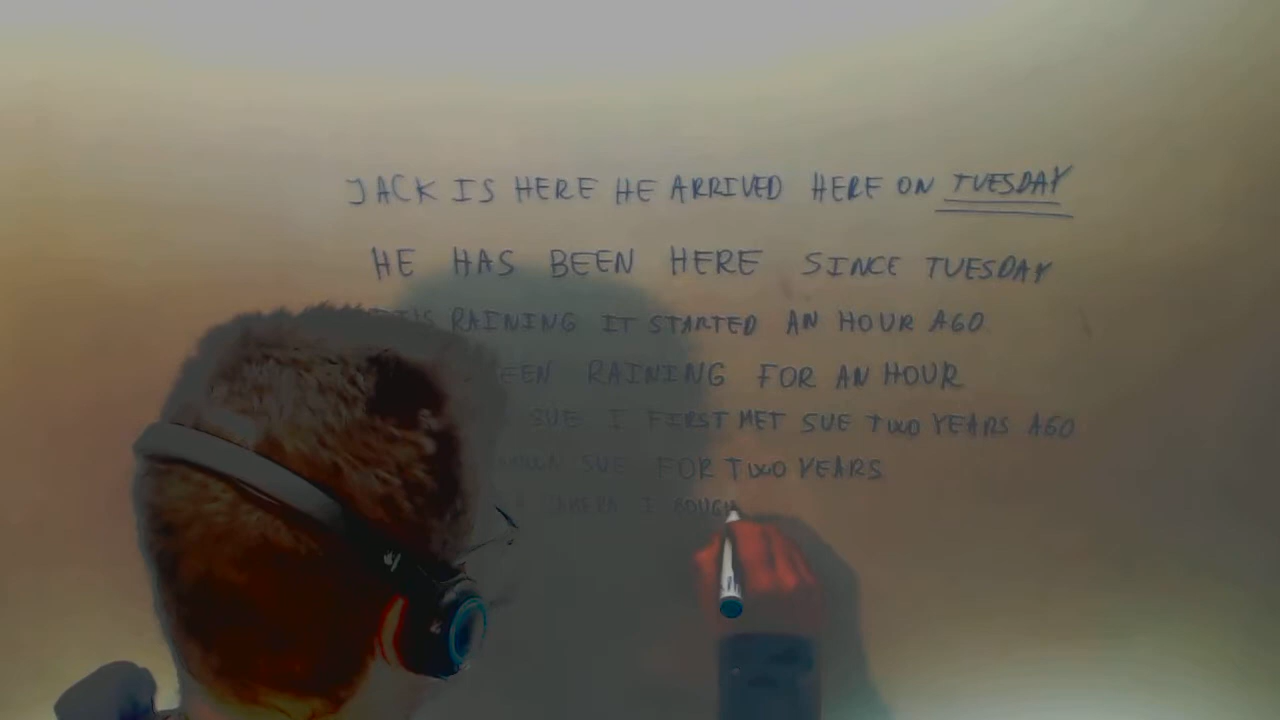 JACK IS HERE HE ARRIVED HERE ON TUESDAY
HE HAS BEEN HERE SINCE TUESDAY
RAINING IT STARTED AN HOUR AGO
RAINING FOR AN HOUR
SUE I FIRST MET SUE TWO YEARS AGO
SUE FOR TWO YEARS
CAMERA I